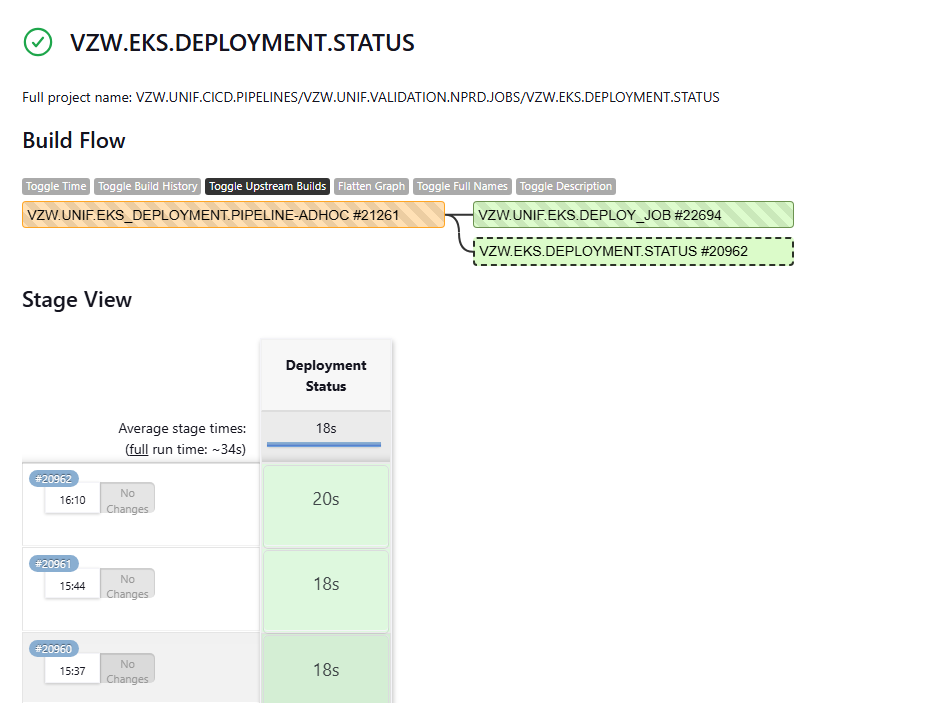 VZW.EKS.DEPLOYMENT.STATUS
Full project name: VZW.UNIF.CICD.PIPELINES/VZW.UNIF.VALIDATION.NPRD.JOBS/VZW.EKS.DEPLOYMENT.STATUS
Build Flow
Toggle Time Toggle Build History Toggle Upstream Builds Flatten Graph Toggle Full Names Toggle Description
VZW.UNIF.EKS_DEPLOYMENT.PIPELINE-ADHOC #21261 VZW.UNIF.EKS.DEPLOY_JOB #22694
VZW.EKS.DEPLOYMENT.STATUS #20962
Stage View
Deployment
Status
Average stage times: 18s
(full run time: ~34s)
#20962
16:10 No
Changes
20s
#20961
15:44 No
Changes
18s
#20960
15:37 No
Changes
18s